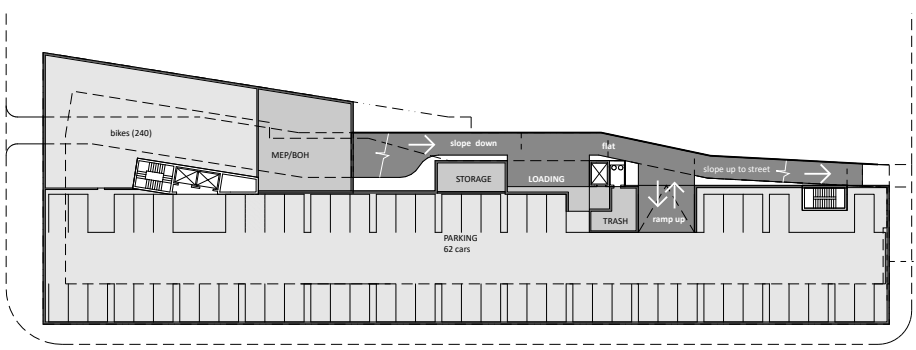 bikes (240)
MEP/BOH
slope down
flat
STORAGE
LOADING
slope up to street
TRASH
ramp up
PARKING
62 cars